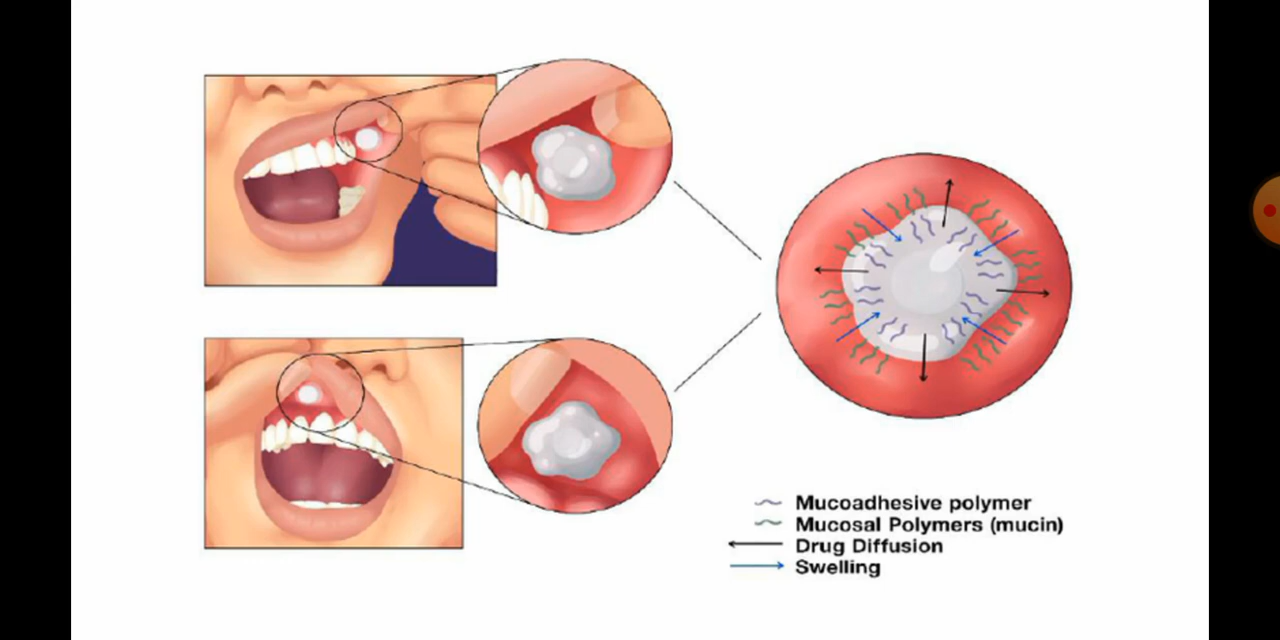 Mucoadhesive polymer
Mucosal Polymers (mucin)
Drug Diffusion
Swelling